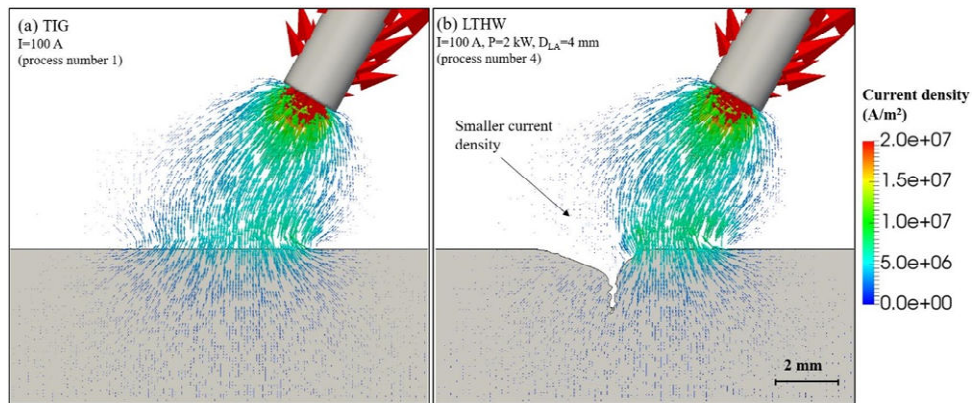 (a) TIG
I=100 A
(process number 1)
(b) LTHW
I=100 A, P=2 kW, D_LA=4 mm
(process number 4)
Smaller current
density
Current density
(A/m²)
2.0e+07
1.5e+07
1.0e+07
5.0e+06
0.0e+00
2 mm